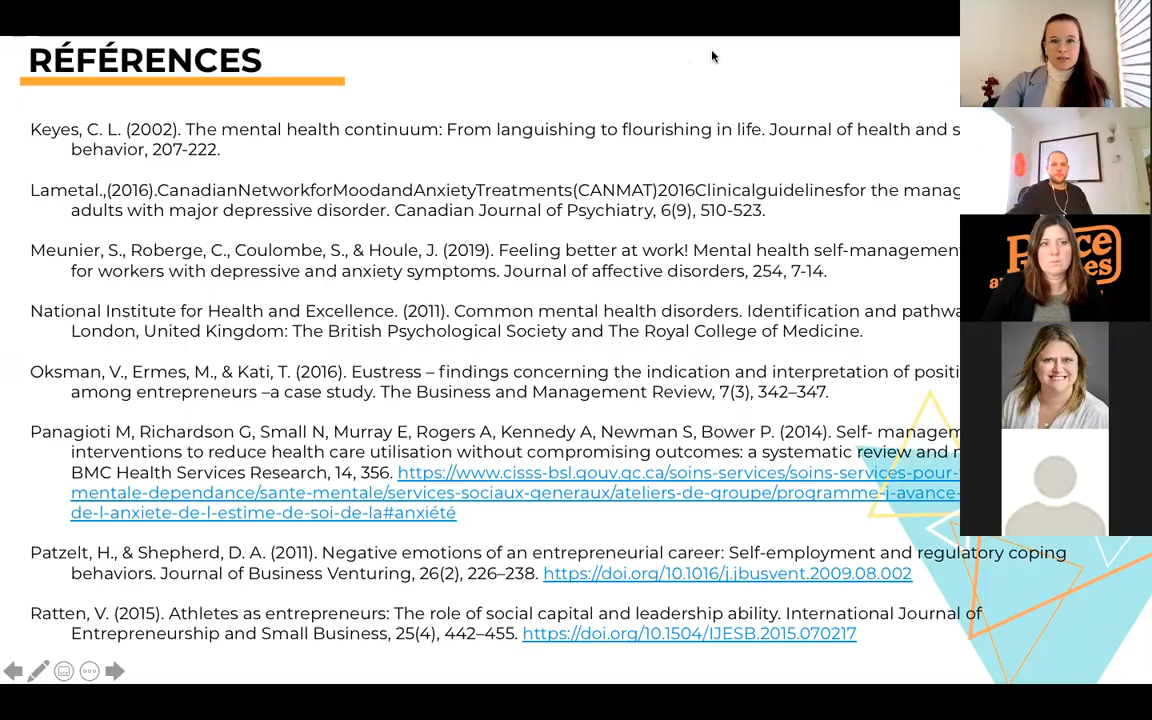 RÉFÉRENCES
Keyes, C. L. (2002). The mental health continuum: From languishing to flourishing in life. Journal of health and s
behavior, 207-222.
Lametal.,(2016).CanadianNetworkforMoodandAnxietyTreatments(CANMAT)2016Clinicalguidelinesfor the manag
adults with major depressive disorder. Canadian Journal of Psychiatry, 6(9), 510-523.
Meunier, S., Roberge, C., Coulombe, S., & Houle, J. (2019). Feeling better at work! Mental health self-management
for workers with depressive and anxiety symptoms. Journal of affective disorders, 254, 7-14.
National Institute for Health and Excellence. (2011). Common mental health disorders. Identification and pathwa
London, United Kingdom: The British Psychological Society and The Royal College of Medicine.
Oksman, V., Ermes, M., & Kati, T. (2016). Eustress – findings concerning the indication and interpretation of positi
among entrepreneurs –a case study. The Business and Management Review, 7(3), 342–347.
Panagioti M, Richardson G, Small N, Murray E, Rogers A, Kennedy A, Newman S, Bower P. (2014). Self- managem
interventions to reduce health care utilisation without compromising outcomes: a systematic review and m
BMC Health Services Research, 14, 356. https://www.cisss-bsl.gouv.qc.ca/soins-services/soins-services-pour-
mentale-dependance/sante-mentale/services-sociaux-generaux/ateliers-de-groupe/programme-j-avance-
de-l-anxiete-de-l-estime-de-soi-de-la#anxiété
Patzelt, H., & Shepherd, D. A. (2011). Negative emotions of an entrepreneurial career: Self-employment and regulatory coping
behaviors. Journal of Business Venturing, 26(2), 226–238. https://doi.org/10.1016/j.jbusvent.2009.08.002
Ratten, V. (2015). Athletes as entrepreneurs: The role of social capital and leadership ability. International Journal of
Entrepreneurship and Small Business, 25(4), 442–455. https://doi.org/10.1504/IJESB.2015.070217